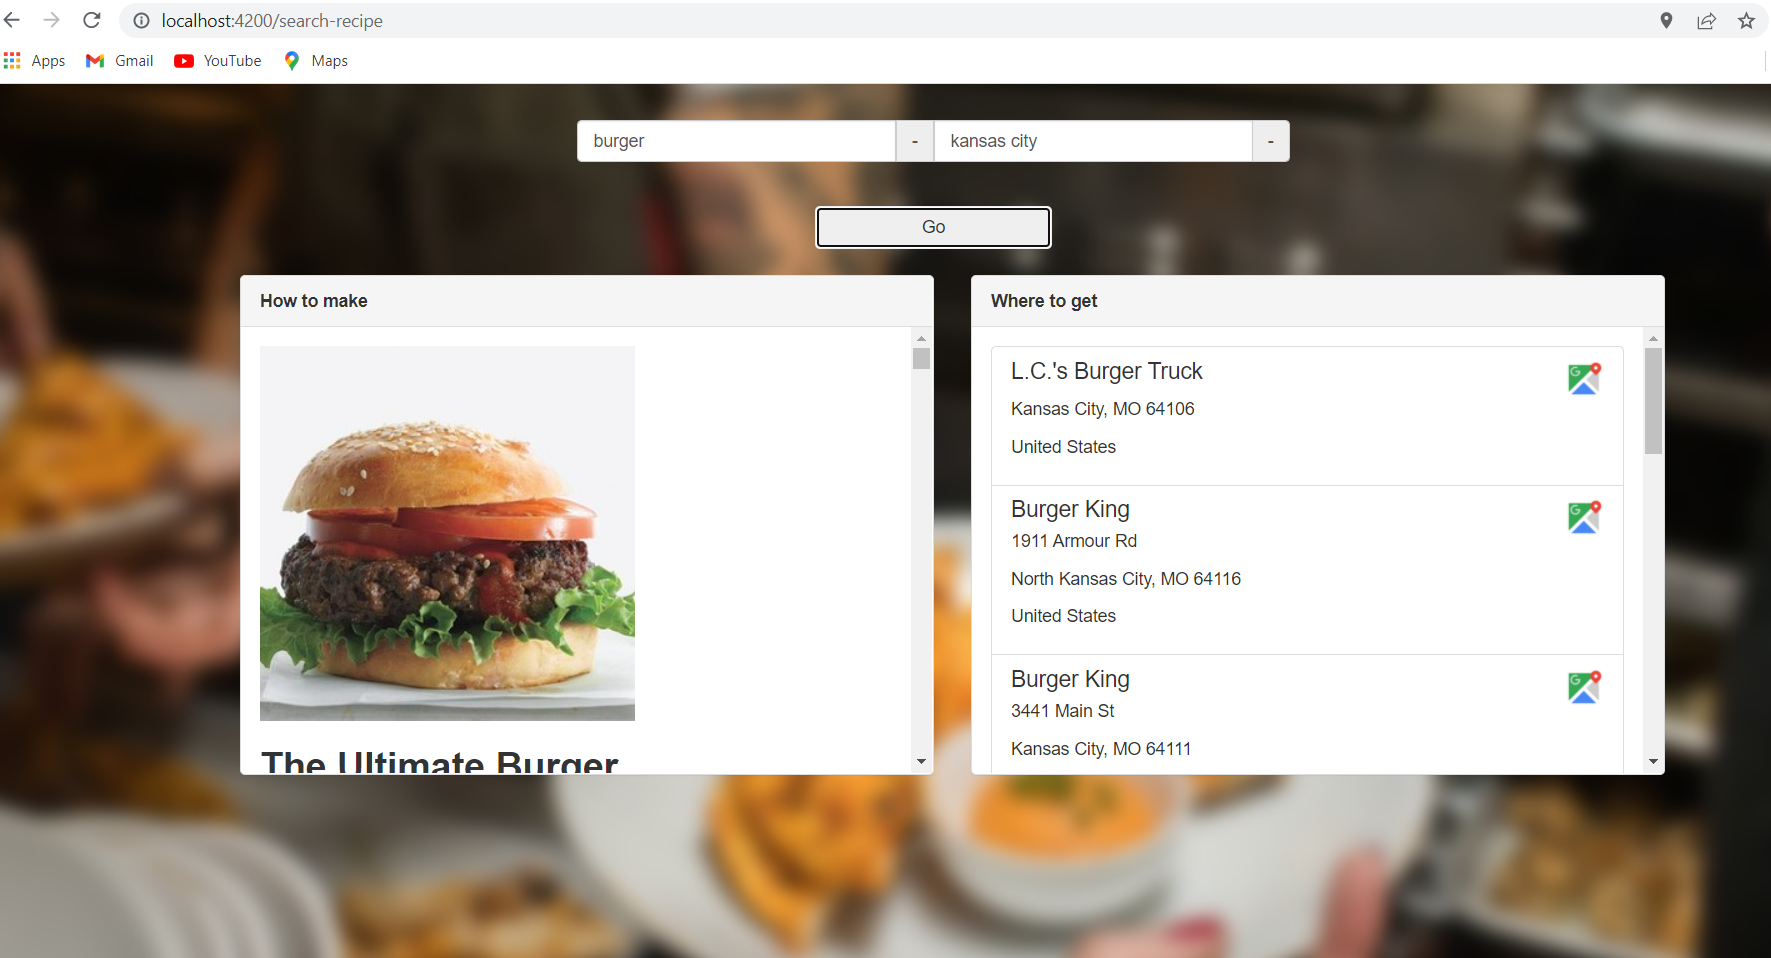 localhost:4200/search-recipe
Apps Gmail YouTube Maps
burger - kansas city -
Go
How to make
The Ultimate Burger
Where to get
L.C.'s Burger Truck
Kansas City, MO 64106
United States
Burger King
1911 Armour Rd
North Kansas City, MO 64116
United States
Burger King
3441 Main St
Kansas City, MO 64111